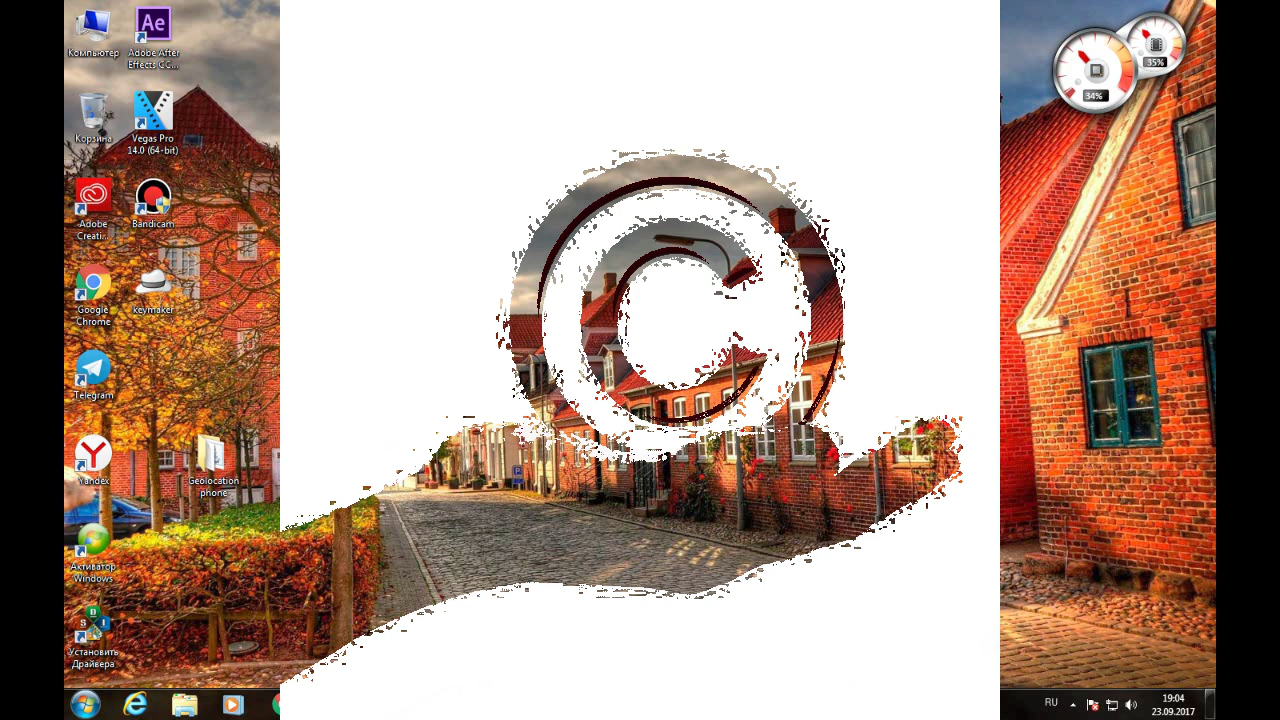 Компьютер
Adobe After
Effects CC...
Корзина
Vegas Pro
14.0 (64-bit)
Adobe
Creati...
Bandicam
Google
Chrome
keymaker
Telegram
Yandex
Geolocation
phone
Активатор
Windows
Установить
Драйвера
35%
34%
RU
19:04
23.09.2017